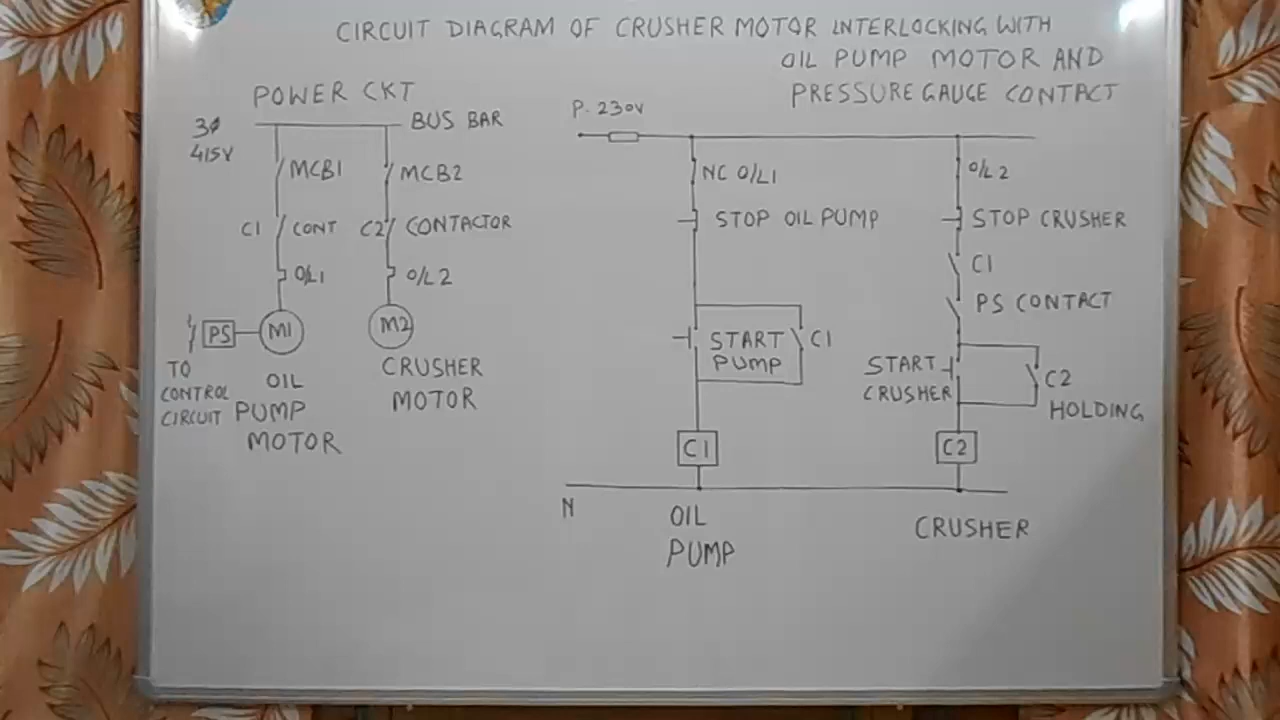 CIRCUIT DIAGRAM OF CRUSHER MOTOR INTERLOCKING WITH
OIL PUMP MOTOR AND
PRESSURE GAUGE CONTACT
POWER CKT
3φ
415V
BUS BAR
MCB1
MCB2
C1
CONT
C2
CONTACTOR
O/L1
O/L 2
PS
M1
M2
TO
CONTROL
CIRCUIT
OIL
PUMP
MOTOR
CRUSHER
MOTOR
P. 230V
NC O/L1
O/L 2
STOP OIL PUMP
STOP CRUSHER
C1
PS CONTACT
START
PUMP
C1
START
CRUSHER
C2
HOLDING
C1
C2
N
OIL
PUMP
CRUSHER